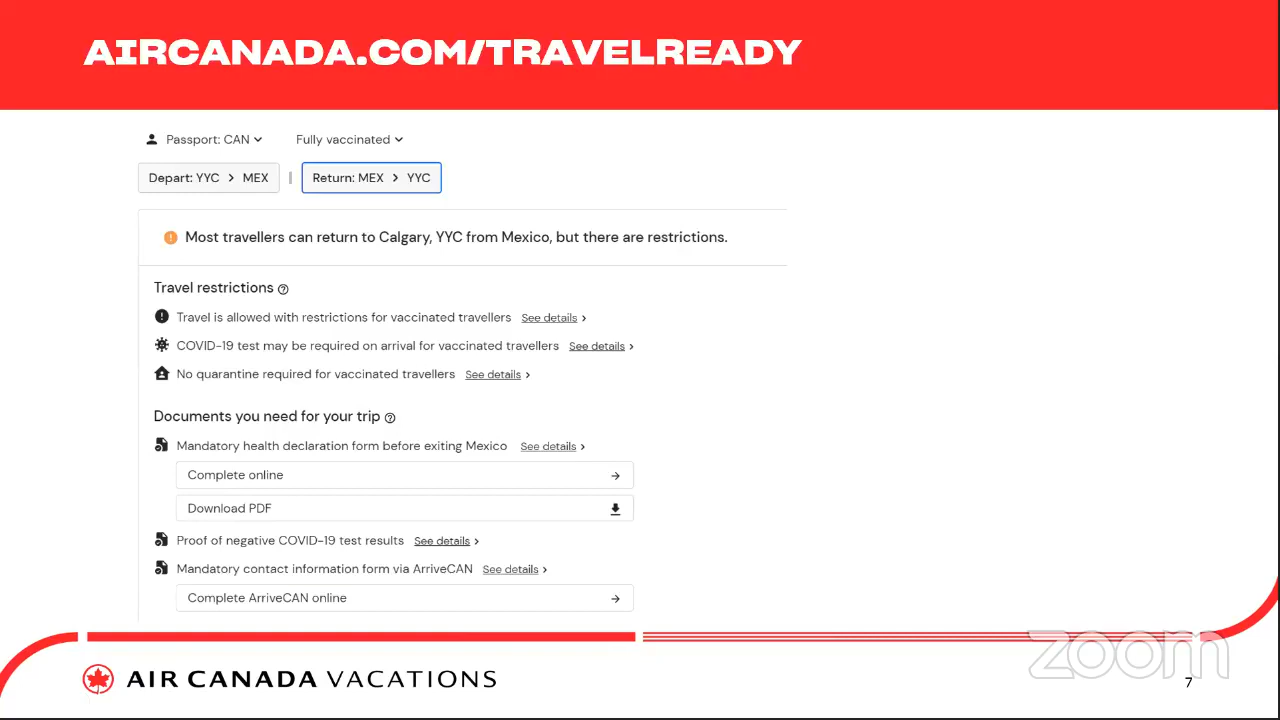 AIRCANADA.COM/TRAVELREADY
Passport: CAN Fully vaccinated
Depart: YYC > MEX | Return: MEX > YYC
Most travellers can return to Calgary, YYC from Mexico, but there are restrictions.
Travel restrictions
Travel is allowed with restrictions for vaccinated travellers See details >
COVID-19 test may be required on arrival for vaccinated travellers See details >
No quarantine required for vaccinated travellers See details >
Documents you need for your trip
Mandatory health declaration form before exiting Mexico See details >
Complete online
Download PDF
Proof of negative COVID-19 test results See details >
Mandatory contact information form via ArriveCAN See details >
Complete ArriveCAN online
AIR CANADA VACATIONS
zoom
7